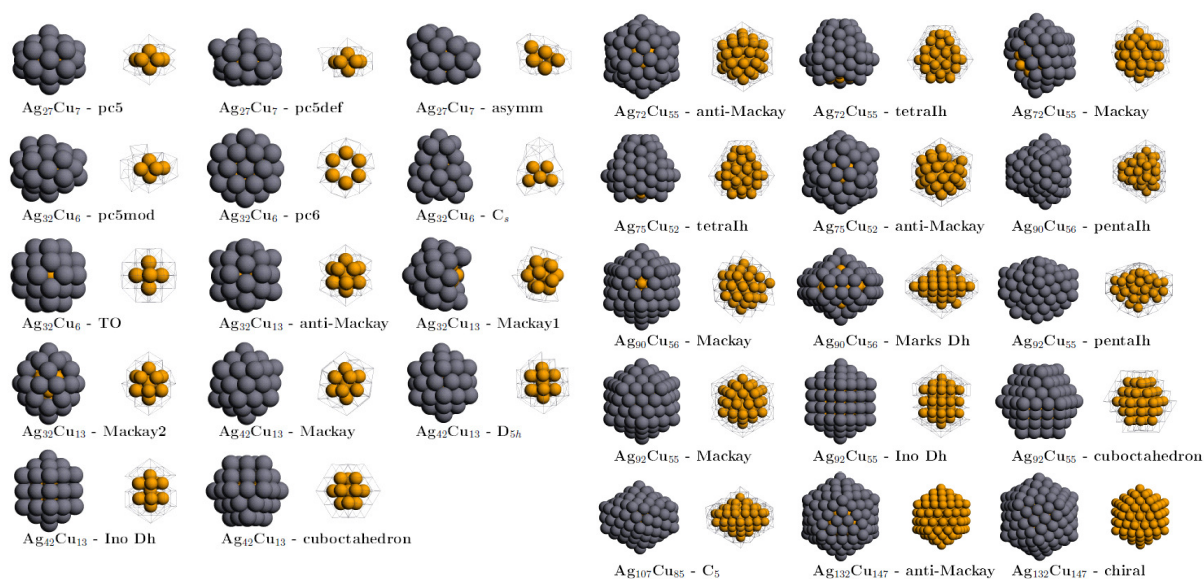 Ag₂₇Cu₇ - pc5
Ag₂₇Cu₇ - pc5def
Ag₂₇Cu₇ - asymm
Ag₃₂Cu₆ - pc5mod
Ag₃₂Cu₆ - pc6
Ag₃₂Cu₆ - Cₛ
Ag₃₂Cu₆ - TO
Ag₃₂Cu₁₃ - anti-Mackay
Ag₃₂Cu₁₃ - Mackay1
Ag₃₂Cu₁₃ - Mackay2
Ag₄₂Cu₁₃ - Mackay
Ag₄₂Cu₁₃ - D₅ₕ
Ag₄₂Cu₁₃ - Ino Dh
Ag₄₂Cu₁₃ - cuboctahedron
Ag₇₂Cu₅₅ - anti-Mackay
Ag₇₂Cu₅₅ - tetraIh
Ag₇₂Cu₅₅ - Mackay
Ag₇₅Cu₅₂ - tetraIh
Ag₇₅Cu₅₂ - anti-Mackay
Ag₉₀Cu₅₆ - pentaIh
Ag₉₀Cu₅₆ - Mackay
Ag₉₀Cu₅₆ - Marks Dh
Ag₉₂Cu₅₅ - pentaIh
Ag₉₂Cu₅₅ - Mackay
Ag₉₂Cu₅₅ - Ino Dh
Ag₉₂Cu₅₅ - cuboctahedron
Ag₁₀₇Cu₈₅ - C₅
Ag₁₃₂Cu₁₄₇ - anti-Mackay
Ag₁₃₂Cu₁₄₇ - chiral